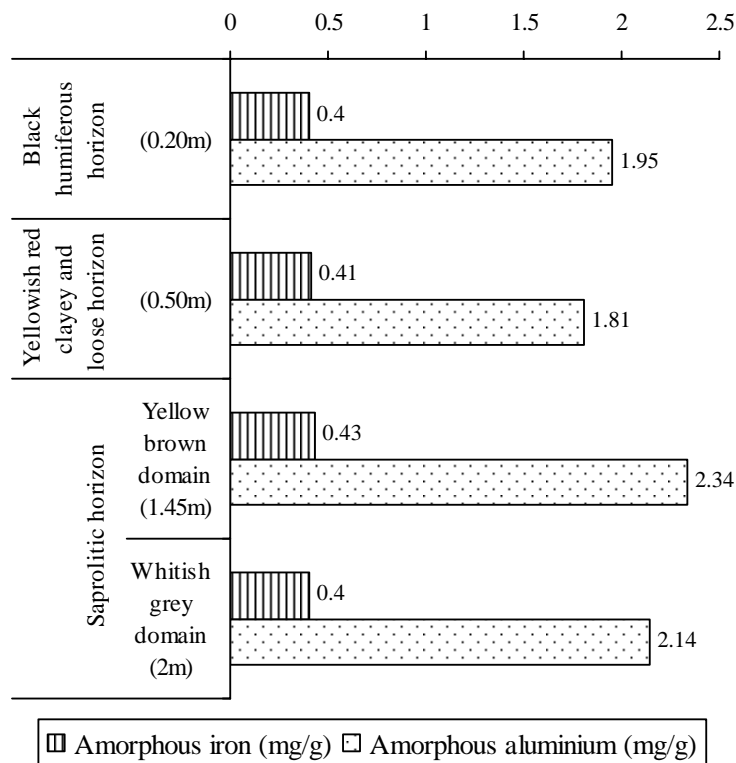 0 0.5 1 1.5 2 2.5
Black
humiferous
horizon
(0.20m)
0.4
1.95
Yellowish red
clayey and
loose horizon
(0.50m)
0.41
1.81
Saprolitic horizon
Yellow
brown
domain
(1.45m)
0.43
2.34
Whitish
grey
domain
(2m)
0.4
2.14
Amorphous iron (mg/g) Amorphous aluminium (mg/g)